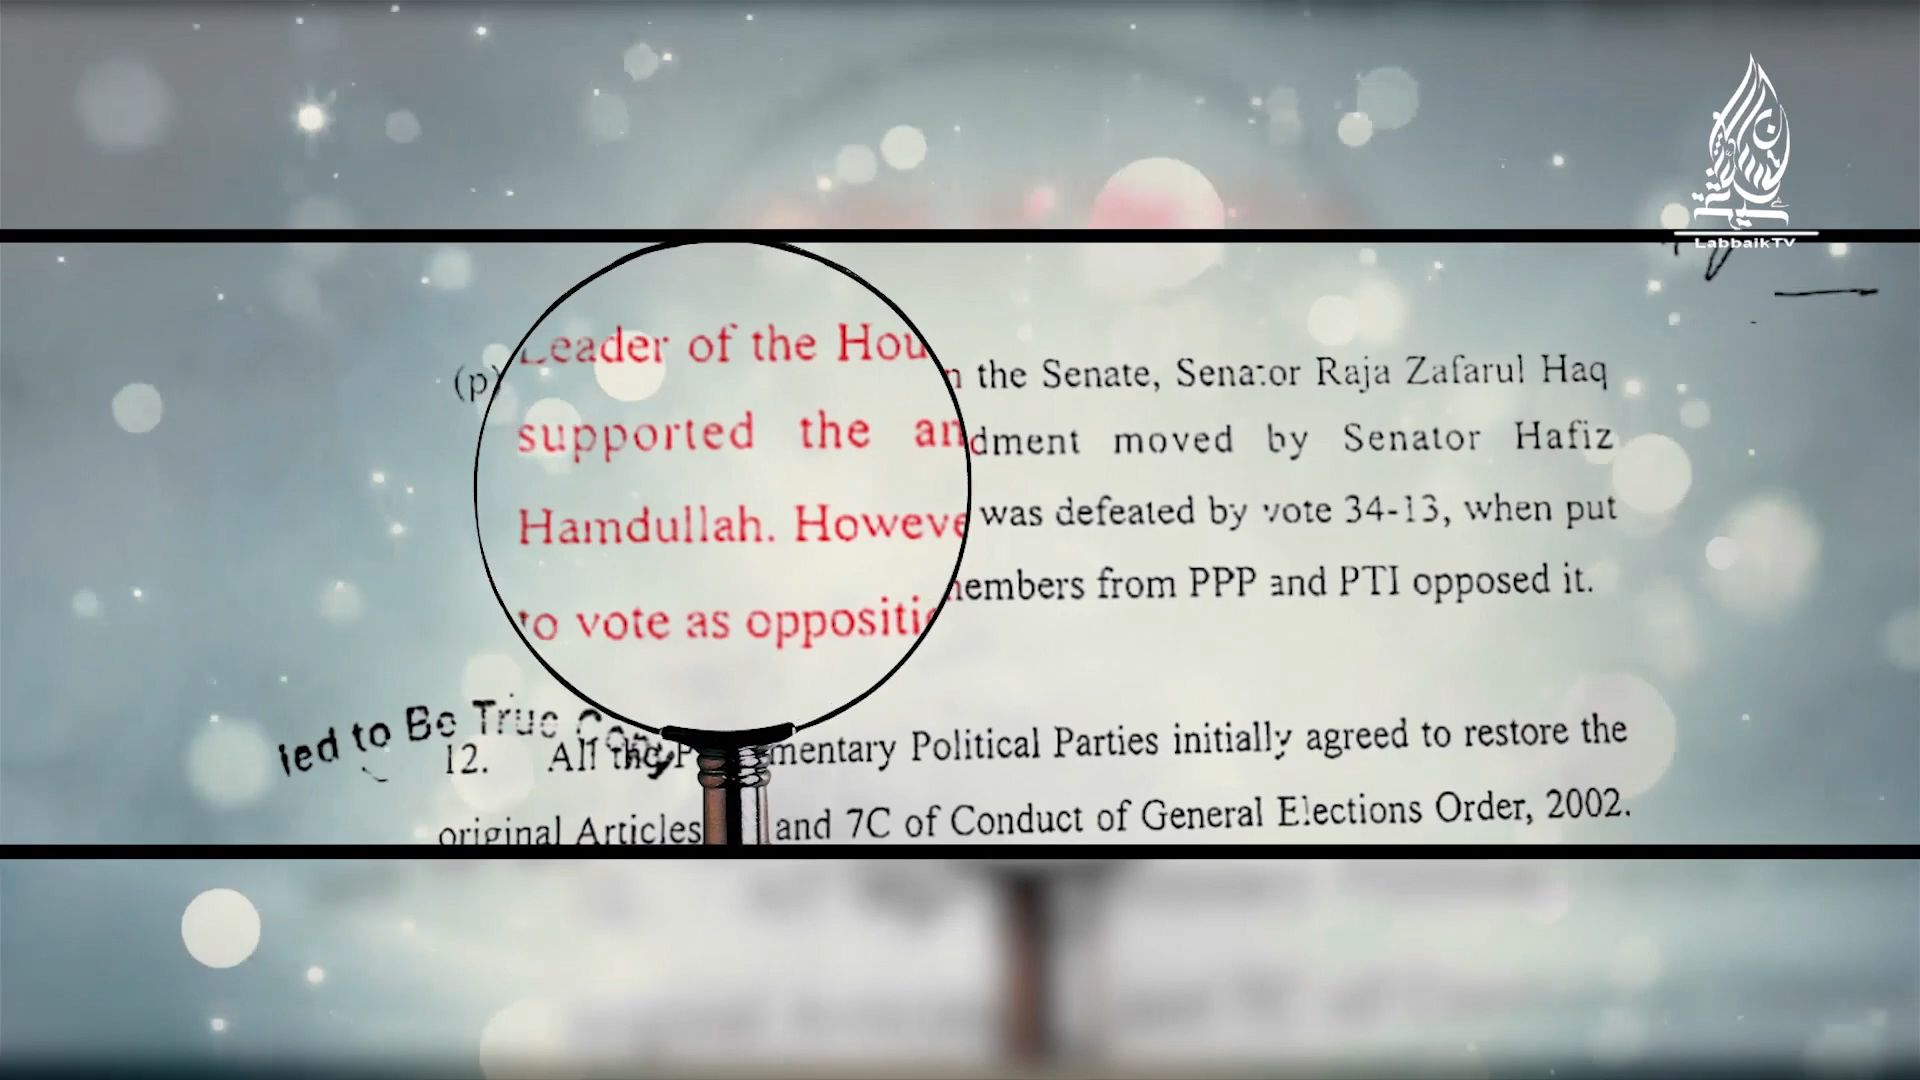 LabbaikTV
(p) Leader of the Hou n the Senate, Senator Raja Zafarul Haq
supported the an dment moved by Senator Hafiz
Hamdullah. Howeve was defeated by vote 34-13, when put
to vote as oppositi embers from PPP and PTI opposed it.
ied to Be True Copy
12. All the P mentary Political Parties initially agreed to restore the
original Articles and 7C of Conduct of General Elections Order, 2002.